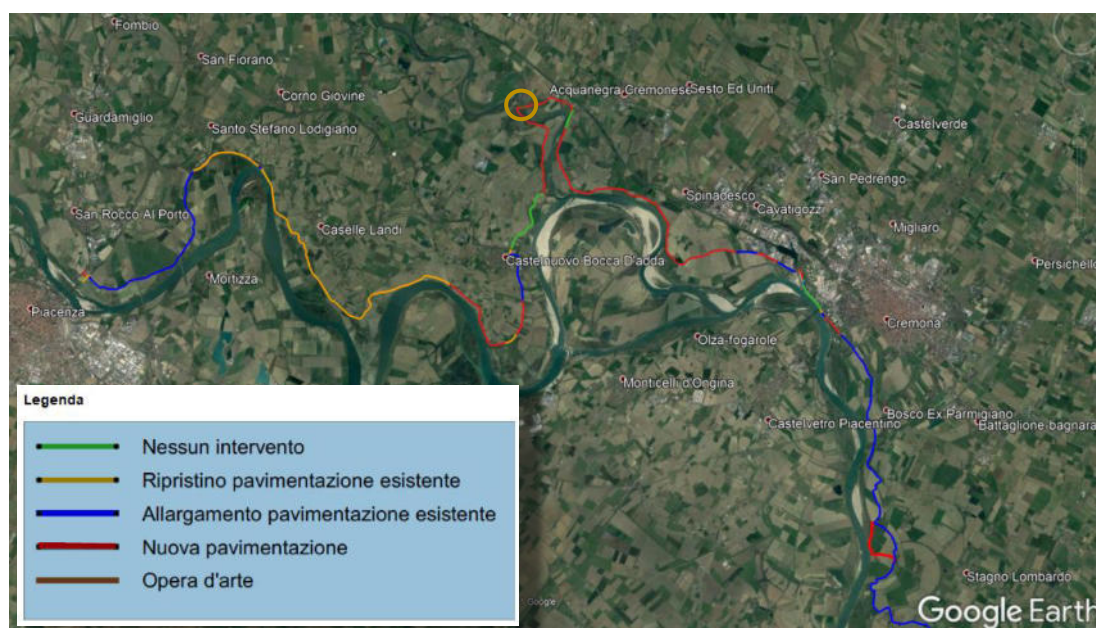 Fombio
San Fiorano
Corno Giovine
Acquanegra Cremonese
Sesto Ed Uniti
Guardamiglio
Santo Stefano Lodigiano
Castelverde
San Pedrengo
Spinadesco
Cavatigozzi
San Rocco Al Porto
Caselle Landi
Migliaro
Castelnuovo Bocca D'adda
Persichello
Mortizza
Piacenza
Cremona
Olza-fogarole
Monticelli d'Ongina
Castelvetro Piacentino
Bosco Ex Parmigiano
Battaglione-bagnara
Legenda
Nessun intervento
Ripristino pavimentazione esistente
Allargamento pavimentazione esistente
Nuova pavimentazione
Opera d'arte
Stagno Lombardo
Google
Google Earth